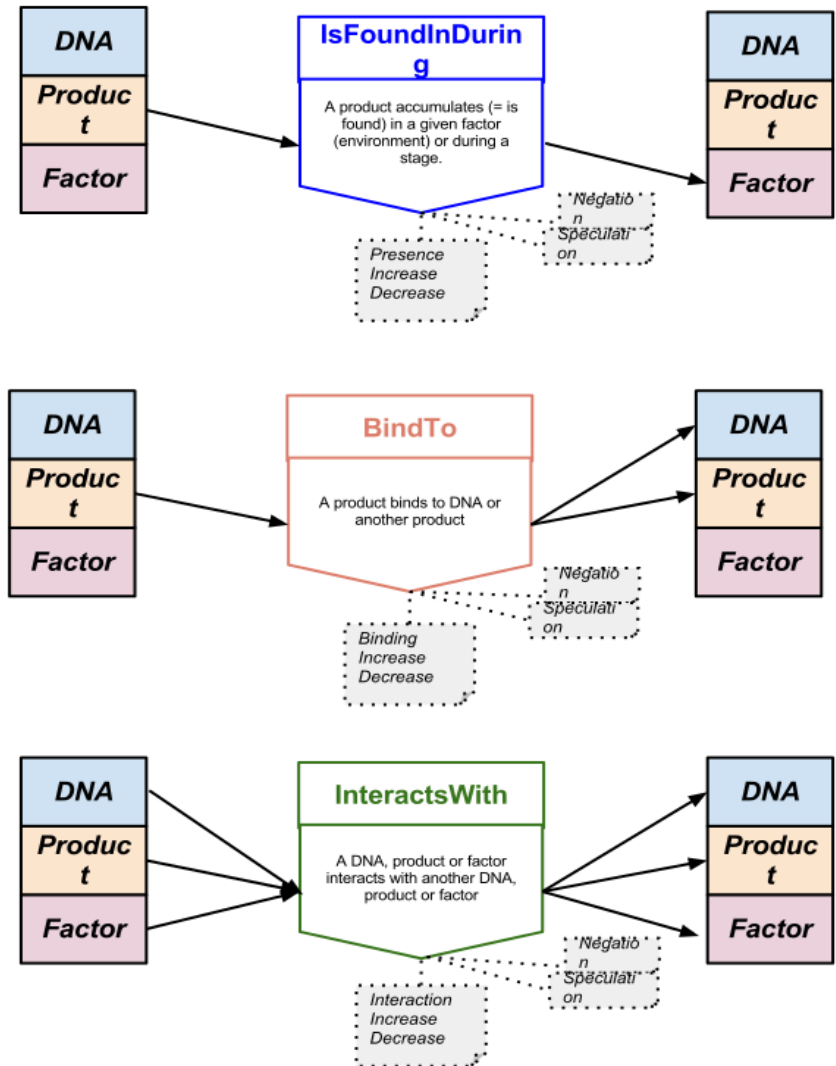 DNA
Produc
t
Factor
IsFoundInDurin
g
A product accumulates (= is
found) in a given factor
(environment) or during a
stage.
Negatio
n
Speculati
on
Presence
Increase
Decrease
DNA
Produc
t
Factor
DNA
Produc
t
Factor
BindTo
A product binds to DNA or
another product
Negatio
n
Speculati
on
Binding
Increase
Decrease
DNA
Produc
t
Factor
DNA
Produc
t
Factor
InteractsWith
A DNA, product or factor
interacts with another DNA,
product or factor
Negatio
n
Speculati
on
Interaction
Increase
Decrease
DNA
Produc
t
Factor